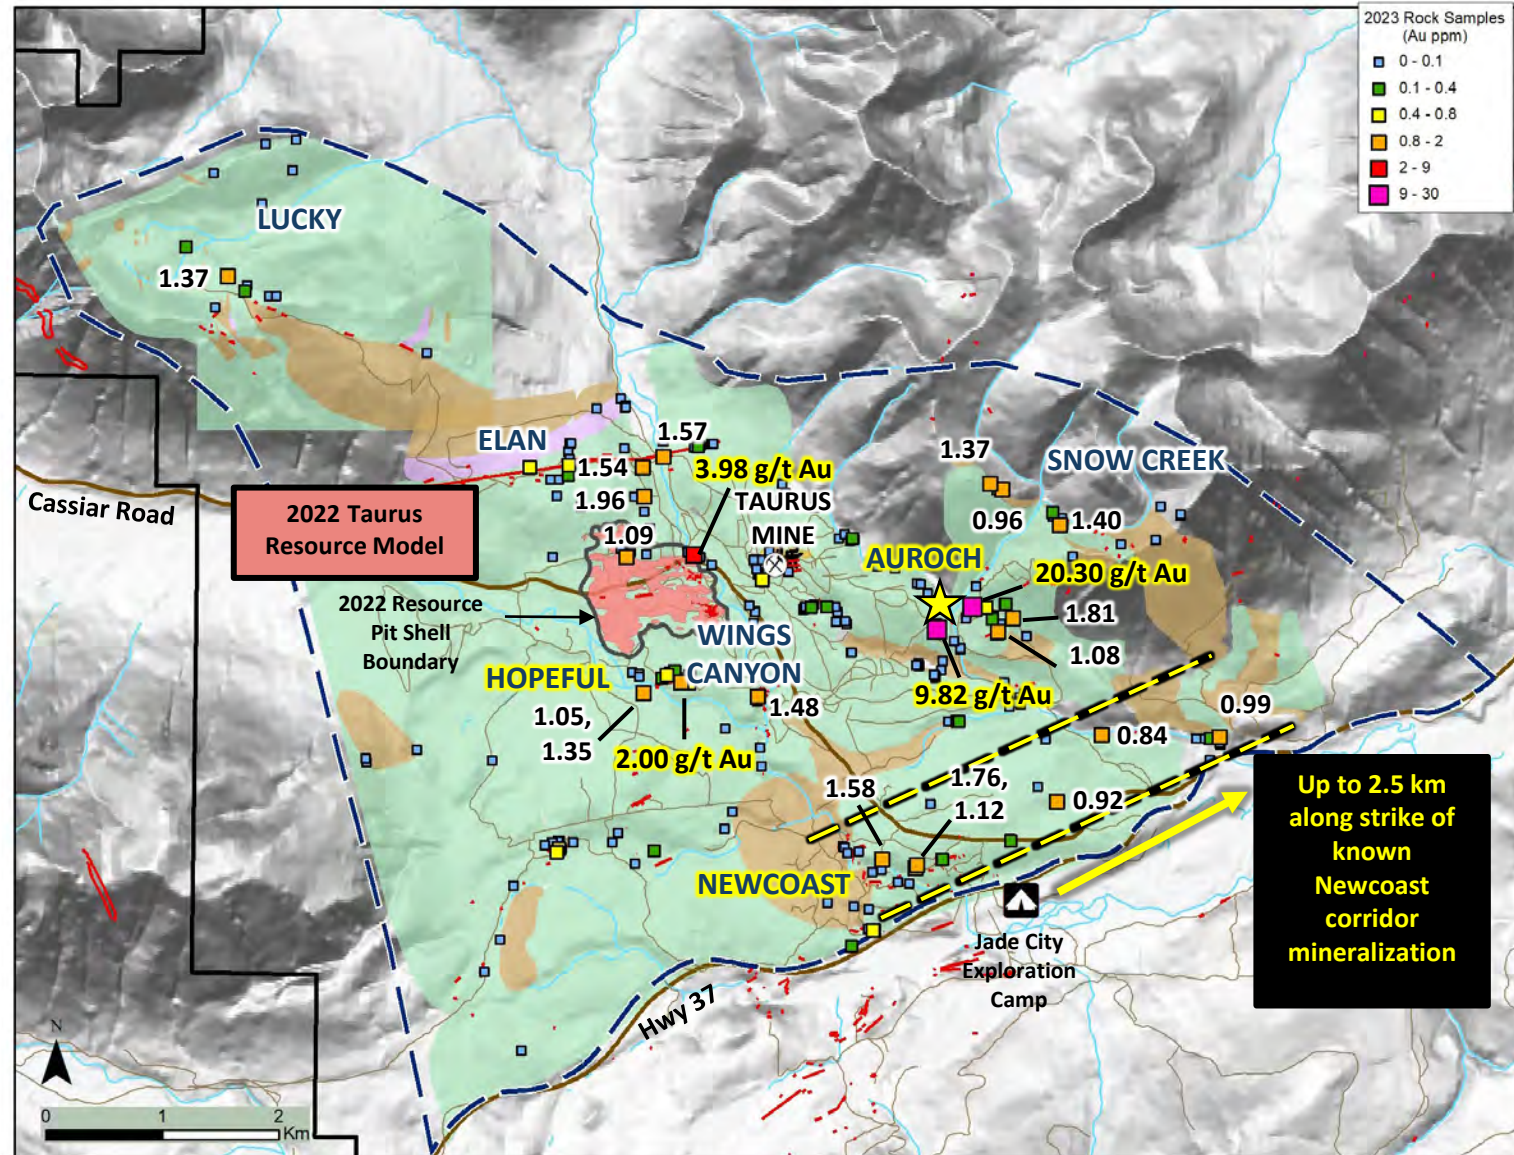 2023 Rock Samples
(Au ppm)
0 - 0.1
0.1 - 0.4
0.4 - 0.8
0.8 - 2
2 - 9
9 - 30
LUCKY
1.37
ELAN
1.57
1.54
3.98 g/t Au
1.96
TAURUS
MINE
1.37
SNOW CREEK
0.96
1.40
Cassiar Road
2022 Taurus
Resource Model
1.09
AUROCH
20.30 g/t Au
2022 Resource
Pit Shell
Boundary
1.81
WINGS
CANYON
1.08
HOPEFUL
9.82 g/t Au
1.05,
1.35
1.48
2.00 g/t Au
0.99
0.84
1.58
1.76,
1.12
0.92
Up to 2.5 km
along strike of
known
Newcoast
corridor
mineralization
NEWCOAST
Jade City
Exploration
Camp
Hwy 37
N
0 1 2
Km